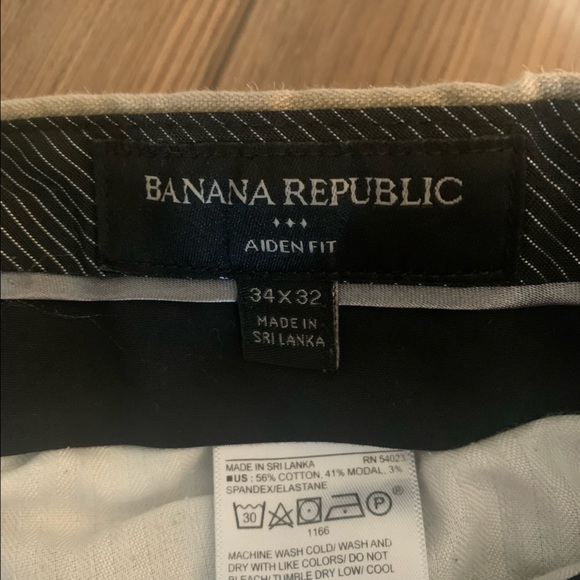 BANANA REPUBLIC
AIDEN FIT
34 X 32
MADE IN
SRI LANKA
MADE IN SRI LANKA RN 54023
US : 56% COTTON, 41% MODAL, 3%
SPANDEX/ELASTANE
30 P ®
1166
MACHINE WASH COLD/ WASH AND
DRY WITH LIKE COLORS/ DO NOT
BLEACH/ TUMBLE DRY LOW/ COOL